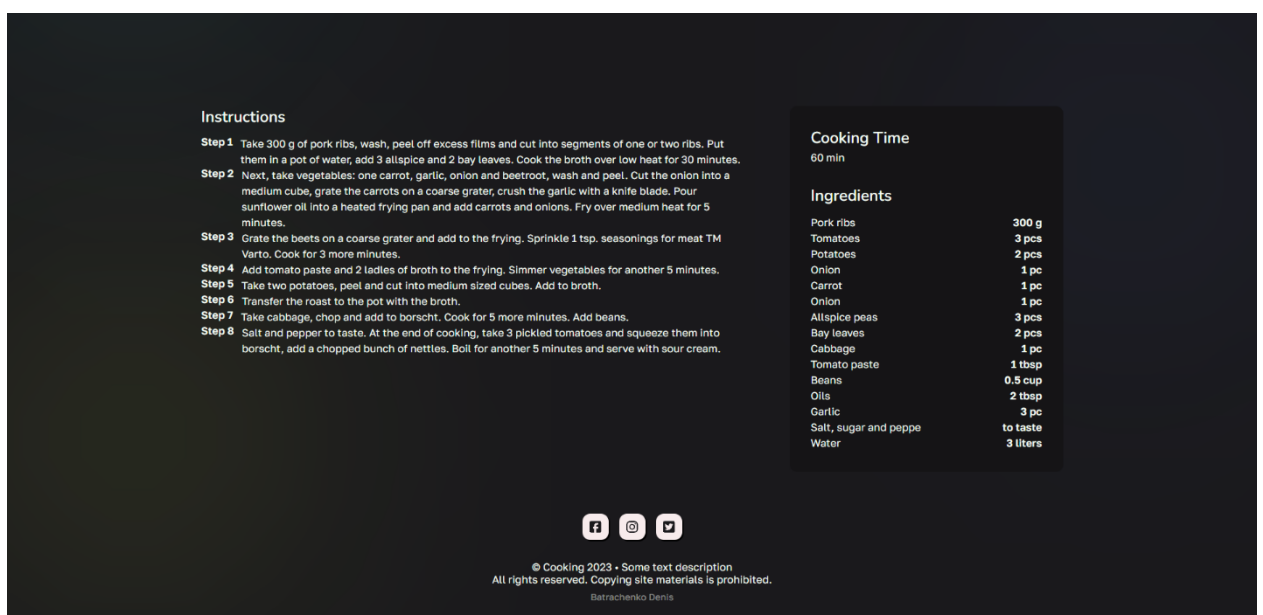 Instructions
Step 1 Take 300 g of pork ribs, wash, peel off excess films and cut into segments of one or two ribs. Put
them in a pot of water, add 3 allspice and 2 bay leaves. Cook the broth over low heat for 30 minutes.
Step 2 Next, take vegetables: one carrot, garlic, onion and beetroot, wash and peel. Cut the onion into a
medium cube, grate the carrots on a coarse grater, crush the garlic with a knife blade. Pour
sunflower oil into a heated frying pan and add carrots and onions. Fry over medium heat for 5
minutes.
Step 3 Grate the beets on a coarse grater and add to the frying. Sprinkle 1 tsp. seasonings for meat TM
Varto. Cook for 3 more minutes.
Step 4 Add tomato paste and 2 ladles of broth to the frying. Simmer vegetables for another 5 minutes.
Step 5 Take two potatoes, peel and cut into medium sized cubes. Add to broth.
Step 6 Transfer the roast to the pot with the broth.
Step 7 Take cabbage, chop and add to borscht. Cook for 5 more minutes. Add beans.
Step 8 Salt and pepper to taste. At the end of cooking, take 3 pickled tomatoes and squeeze them into
borscht, add a chopped bunch of nettles. Boil for another 5 minutes and serve with sour cream.
Cooking Time
60 min
Ingredients
Pork ribs 300 g
Tomatoes 3 pcs
Potatoes 2 pcs
Onion 1 pc
Carrot 1 pc
Onion 1 pc
Allspice peas 3 pcs
Bay leaves 2 pcs
Cabbage 1 pc
Tomato paste 1 tbsp
Beans 0.5 cup
Oils 2 tbsp
Garlic 3 pc
Salt, sugar and peppe to taste
Water 3 liters
© Cooking 2023 • Some text description
All rights reserved. Copying site materials is prohibited.
Batrachenko Denis